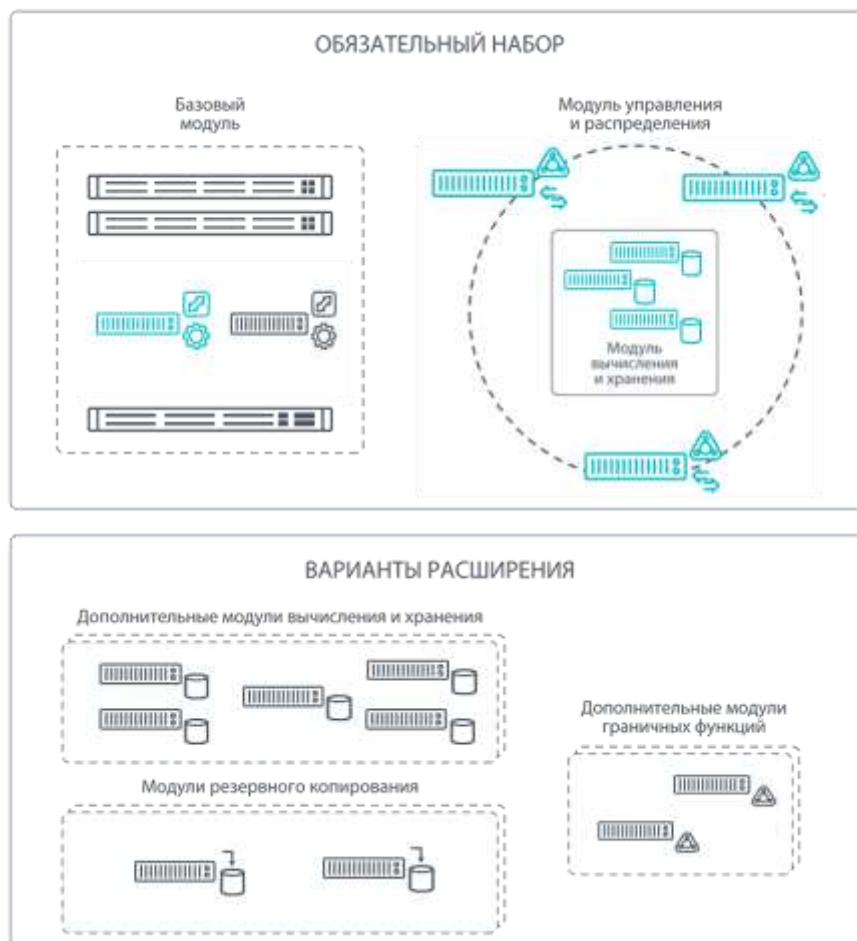 ОБЯЗАТЕЛЬНЫЙ НАБОР
Базовый
модуль
Модуль управления
и распределения
Модуль
вычисления
и хранения
ВАРИАНТЫ РАСШИРЕНИЯ
Дополнительные модули вычисления и хранения
Дополнительные модули
граничных функций
Модули резервного копирования